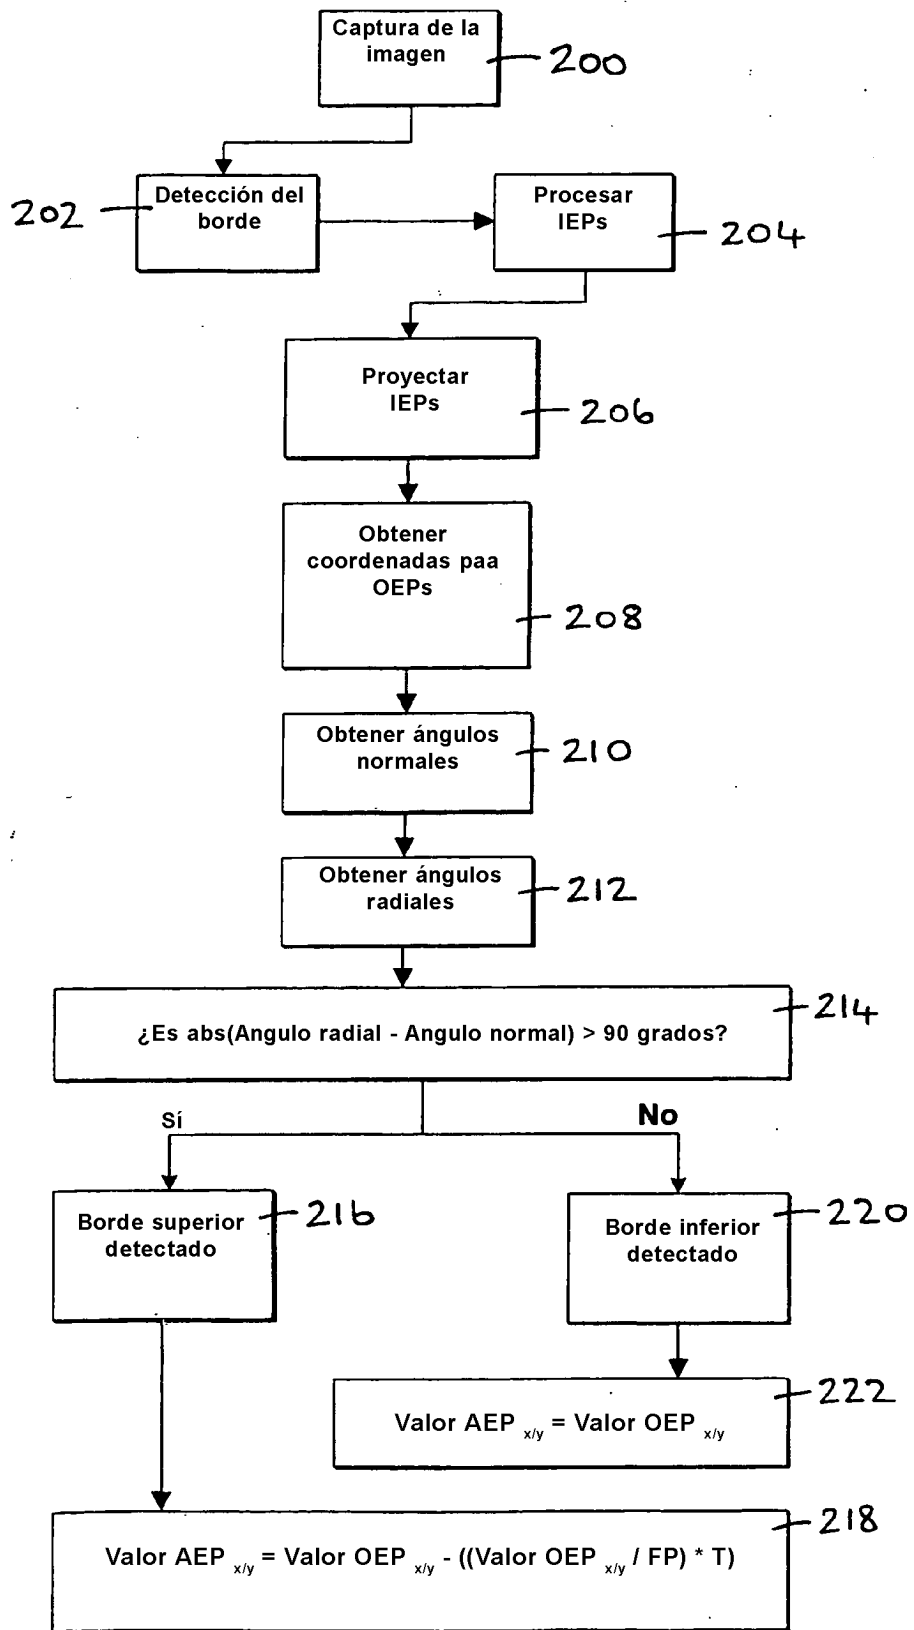 Captura de la
imagen
200
Detección del
borde
202
Procesar
IEPs
204
Proyectar
IEPs
206
Obtener
coordenadas paa
OEPs
208
Obtener ángulos
normales
210
Obtener ángulos
radiales
212
¿Es abs(Angulo radial - Angulo normal) > 90 grados?
214
Sí
No
Borde superior
detectado
216
Borde inferior
detectado
220
Valor AEP x/y = Valor OEP x/y
222
Valor AEP x/y = Valor OEP x/y - ((Valor OEP x/y / FP) * T)
218